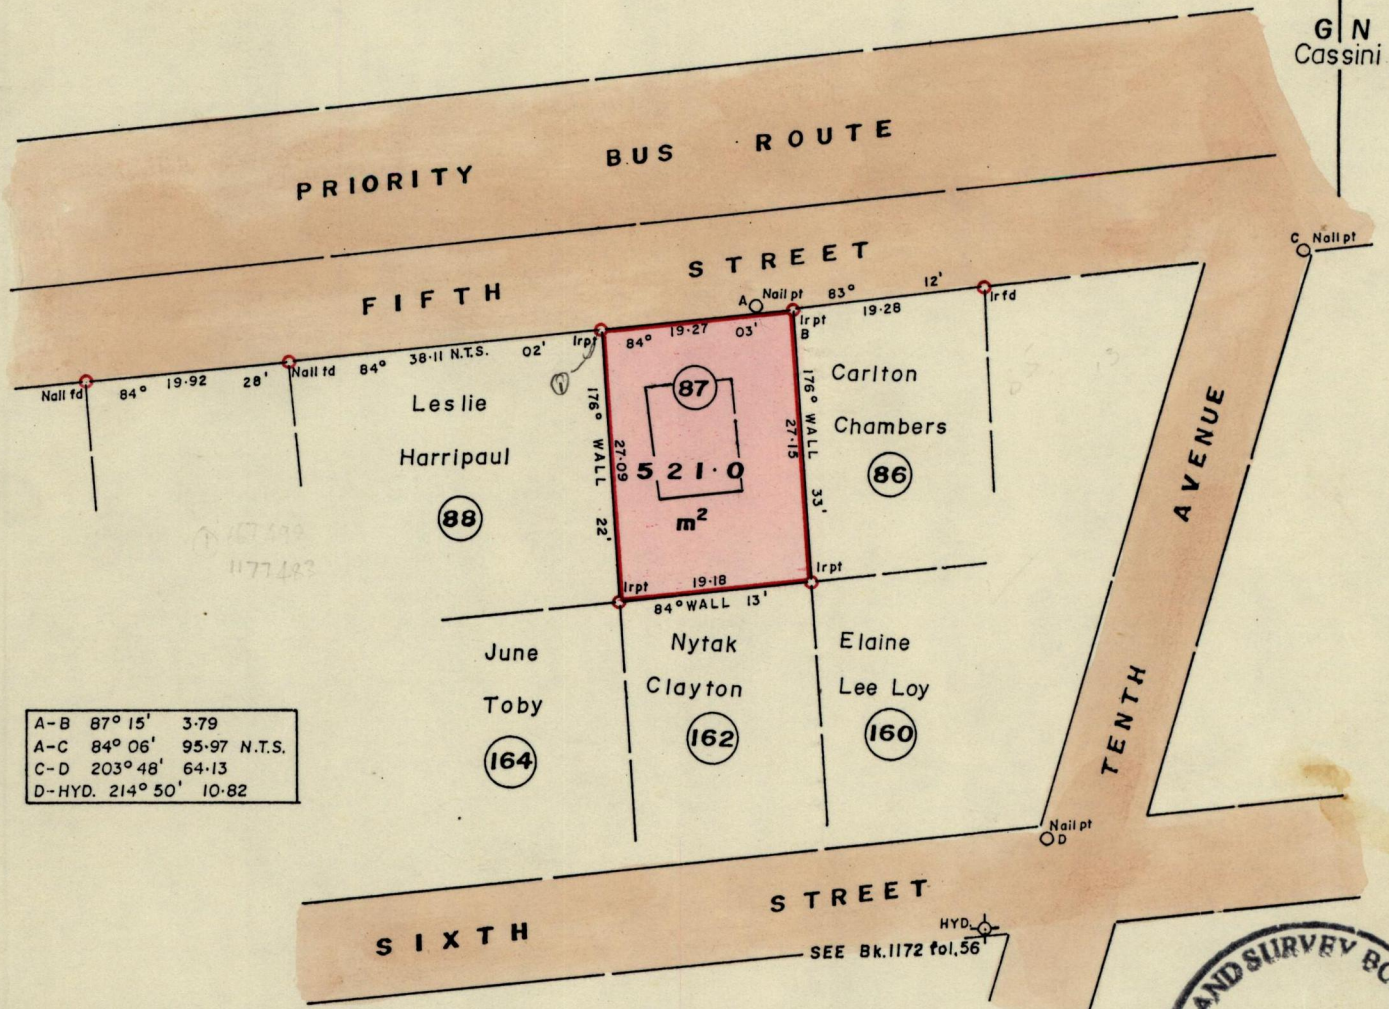 G N
Cassini
PRIORITY BUS ROUTE
FIFTH STREET
C Nail pt
A Nail pt 83° 12'
19·28
Ir fd
Irpt
B
84° 19·27 03'
Irpt
38·11 N.T.S.
84° 02'
Nail fd
84° 19·92 28'
Nail fd
Leslie
Harripaul
88
176° WALL 22'
27·09
87
521·0
m²
176° WALL 33'
27·15
Carlton
Chambers
86
TENTH AVENUE
Irpt
19·18
84° WALL 13'
Irpt
June
Toby
164
Nytak
Clayton
162
Elaine
Lee Loy
160
A-B 87° 15' 3·79
A-C 84° 06' 95·97 N.T.S.
C-D 203° 48' 64·13
D-HYD. 214° 50' 10·82
Nail pt
D
SIXTH STREET
HYD.
SEE Bk.1172 fol.56
AND SURVEY BO